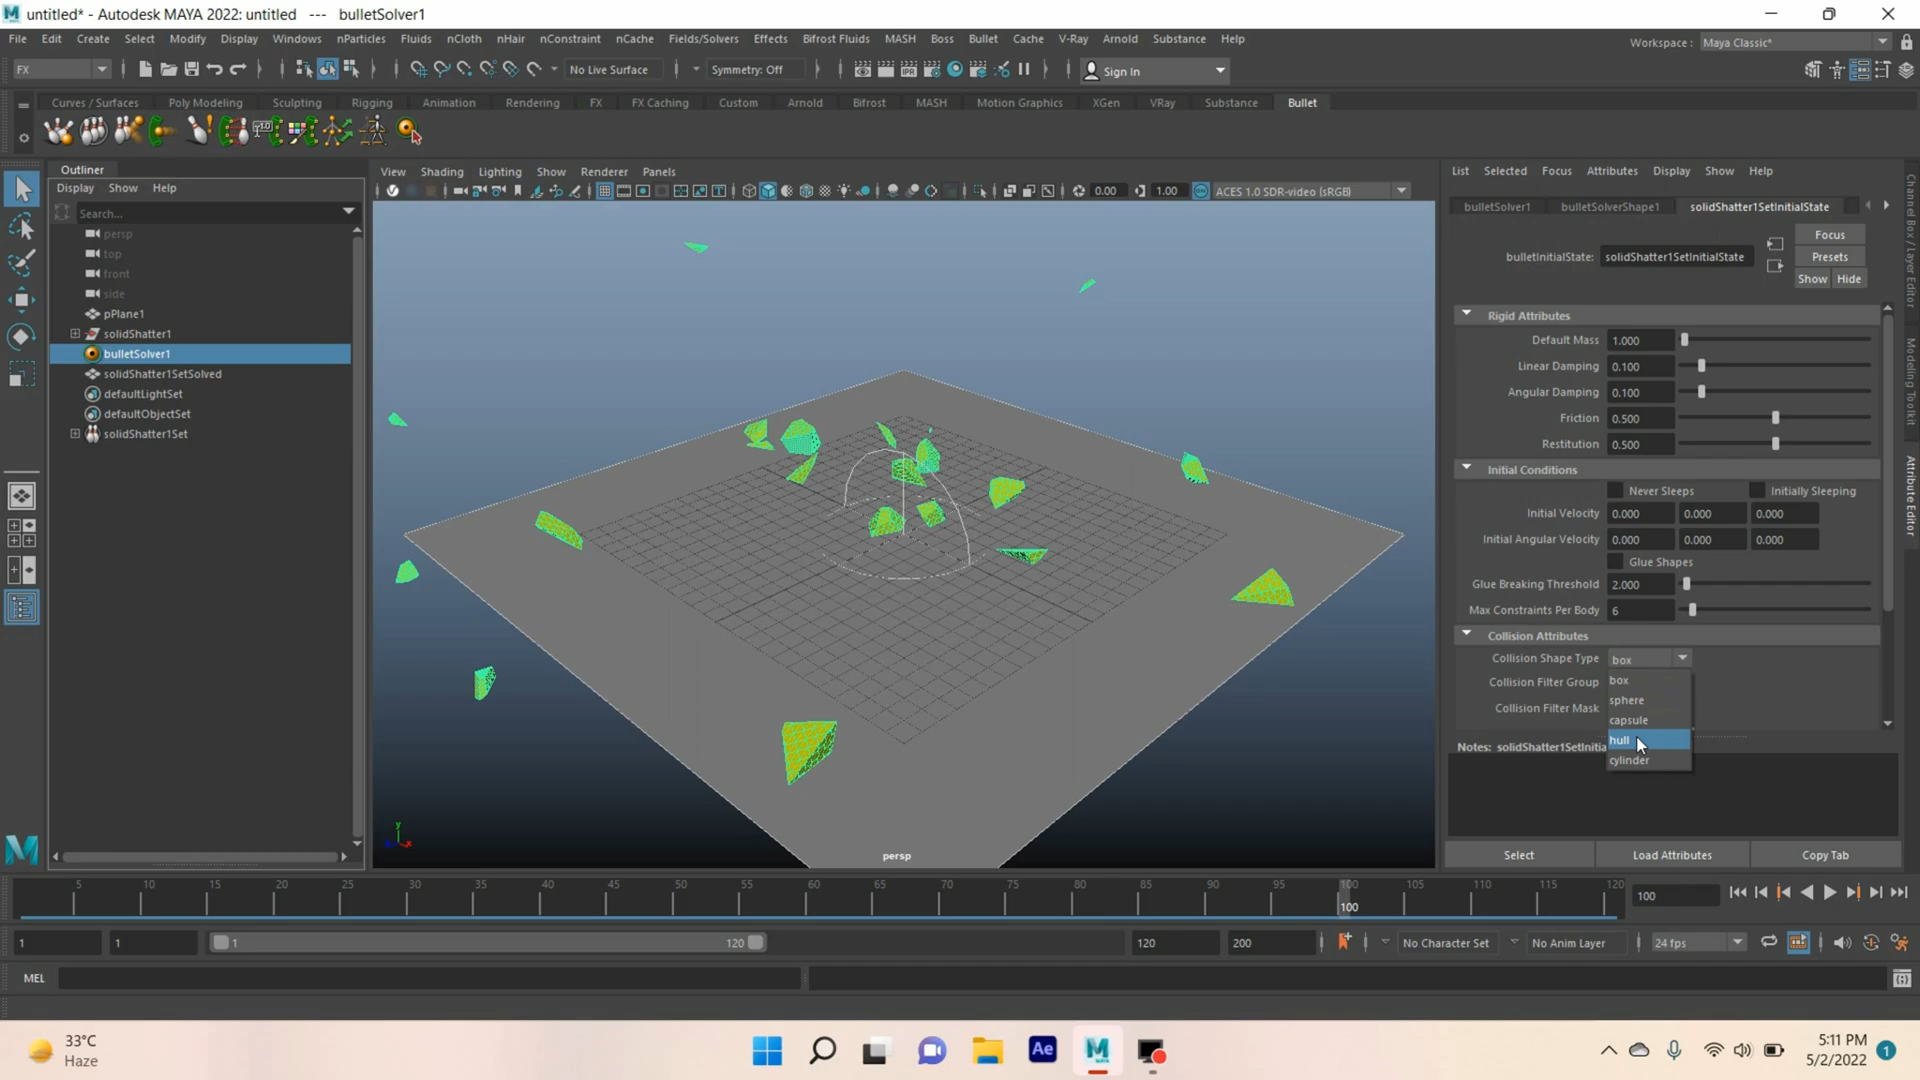 untitled* - Autodesk MAYA 2022: untitled --- bulletSolver1
File Edit Create Select Modify Display Windows nParticles Fluids nCloth nHair nConstraint nCache Fields/Solvers Effects Bifrost Fluids MASH Boss Bullet Cache V-Ray Arnold Substance Help
Workspace : Maya Classic*
FX No Live Surface Symmetry: Off Sign In
Curves / Surfaces Poly Modeling Sculpting Rigging Animation Rendering FX FX Caching Custom Arnold Bifrost MASH Motion Graphics XGen VRay Substance Bullet
Outliner
Display Show Help
Search...
persp
top
front
side
pPlane1
solidShatter1
bulletSolver1
solidShatter1SetSolved
defaultLightSet
defaultObjectSet
solidShatter1Set
View Shading Lighting Show Renderer Panels
0.00 1.00 ACES 1.0 SDR-video (sRGB)
persp
y
x
List Selected Focus Attributes Display Show Help
bulletSolver1 bulletSolverShape1 solidShatter1SetInitialState
bulletInitialState: solidShatter1SetInitialState
Focus
Presets
Show Hide
Rigid Attributes
Default Mass 1.000
Linear Damping 0.100
Angular Damping 0.100
Friction 0.500
Restitution 0.500
Initial Conditions
Never Sleeps Initially Sleeping
Initial Velocity 0.000 0.000 0.000
Initial Angular Velocity 0.000 0.000 0.000
Glue Shapes
Glue Breaking Threshold 2.000
Max Constraints Per Body 6
Collision Attributes
Collision Shape Type box
Collision Filter Group
Collision Filter Mask
box
sphere
capsule
hull
cylinder
Notes: solidShatter1SetInitia
Select Load Attributes Copy Tab
Channel Box / Layer Editor
Modeling Toolkit
Attribute Editor
5 10 15 20 25 30 35 40 45 50 55 60 65 70 75 80 85 90 95 100 105 110 115 120
100
100
1 1 1 120 120 200 No Character Set No Anim Layer 24 fps
MEL
33°C
Haze
Ae
M
MAYA
5:11 PM
5/2/2022
1